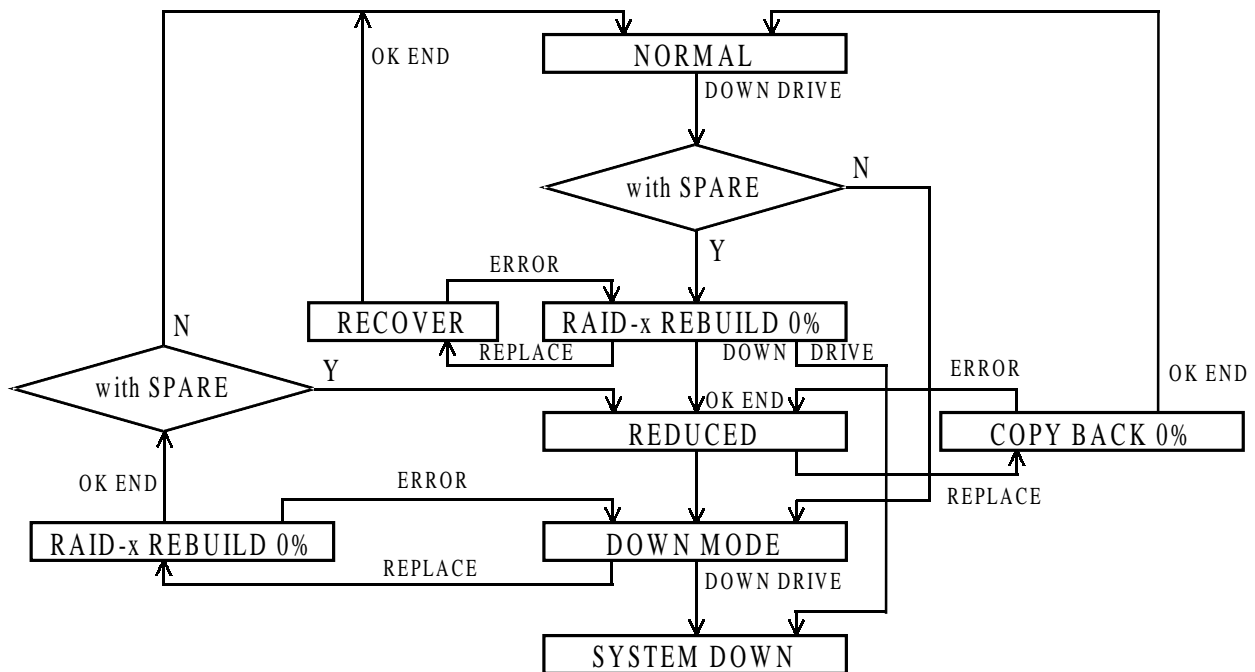 OK END
NORMAL
DOWN DRIVE
with SPARE
N
Y
ERROR
RECOVER
RAID-x REBUILD 0%
REPLACE
DOWN DRIVE
N
with SPARE
Y
ERROR
OK END
OK END
REDUCED
COPY BACK 0%
OK END
ERROR
REPLACE
RAID-x REBUILD 0%
DOWN MODE
REPLACE
DOWN DRIVE
SYSTEM DOWN